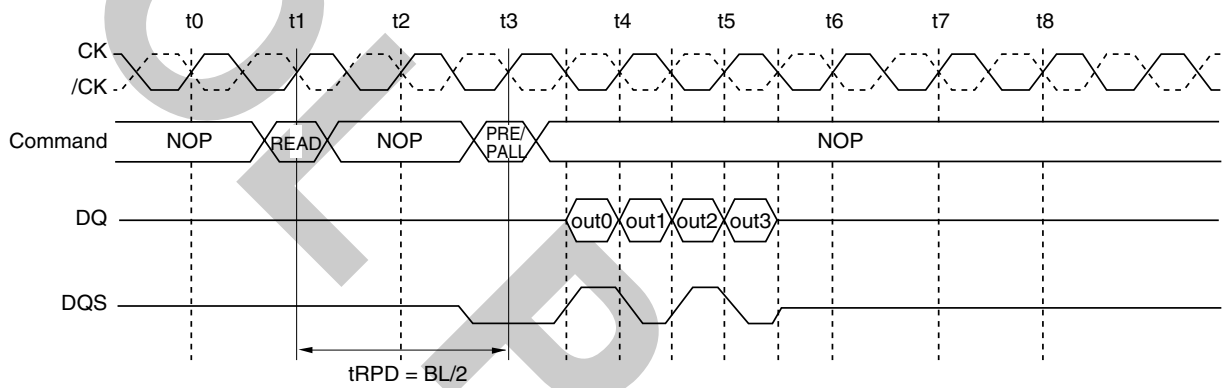 t0 t1 t2 t3 t4 t5 t6 t7 t8
CK
/CK
Command NOP READ NOP PRE/ PALL NOP
DQ out0 out1 out2 out3
DQS
tRPD = BL/2